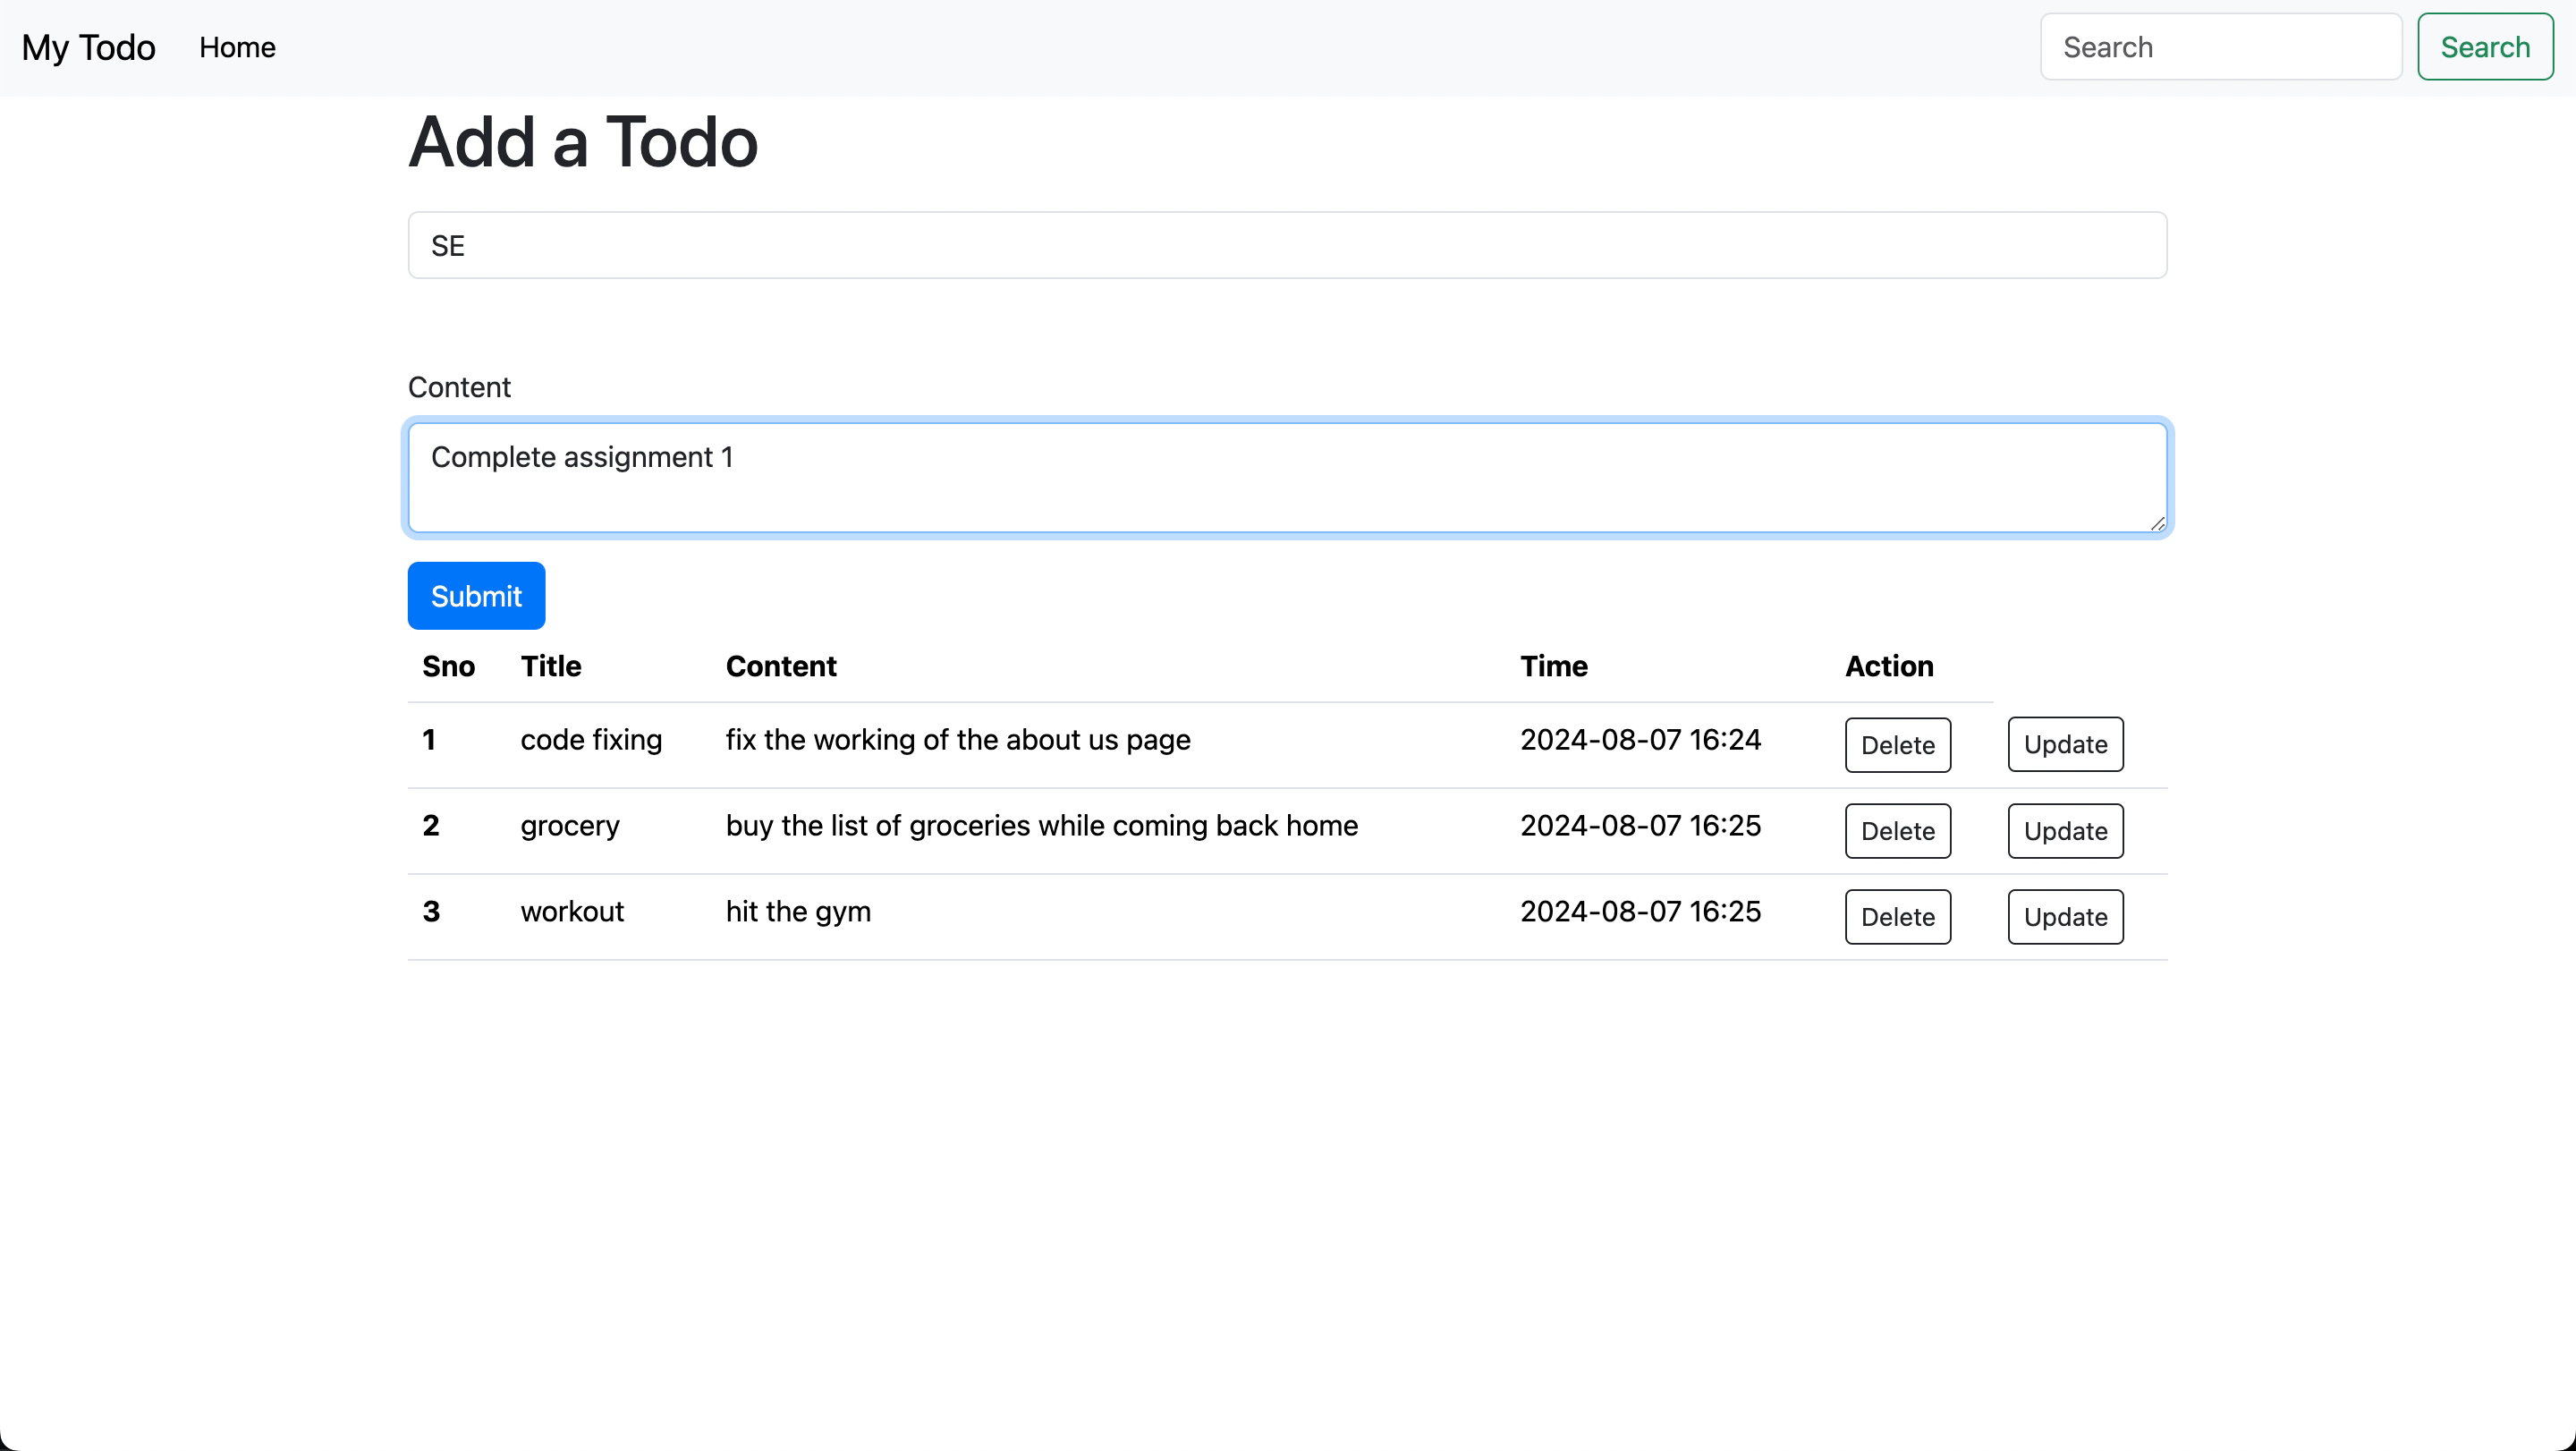 My Todo Home Search Search
Add a Todo
SE
Content
Complete assignment 1
Submit
Sno Title Content Time Action
1 code fixing fix the working of the about us page 2024-08-07 16:24 Delete Update
2 grocery buy the list of groceries while coming back home 2024-08-07 16:25 Delete Update
3 workout hit the gym 2024-08-07 16:25 Delete Update